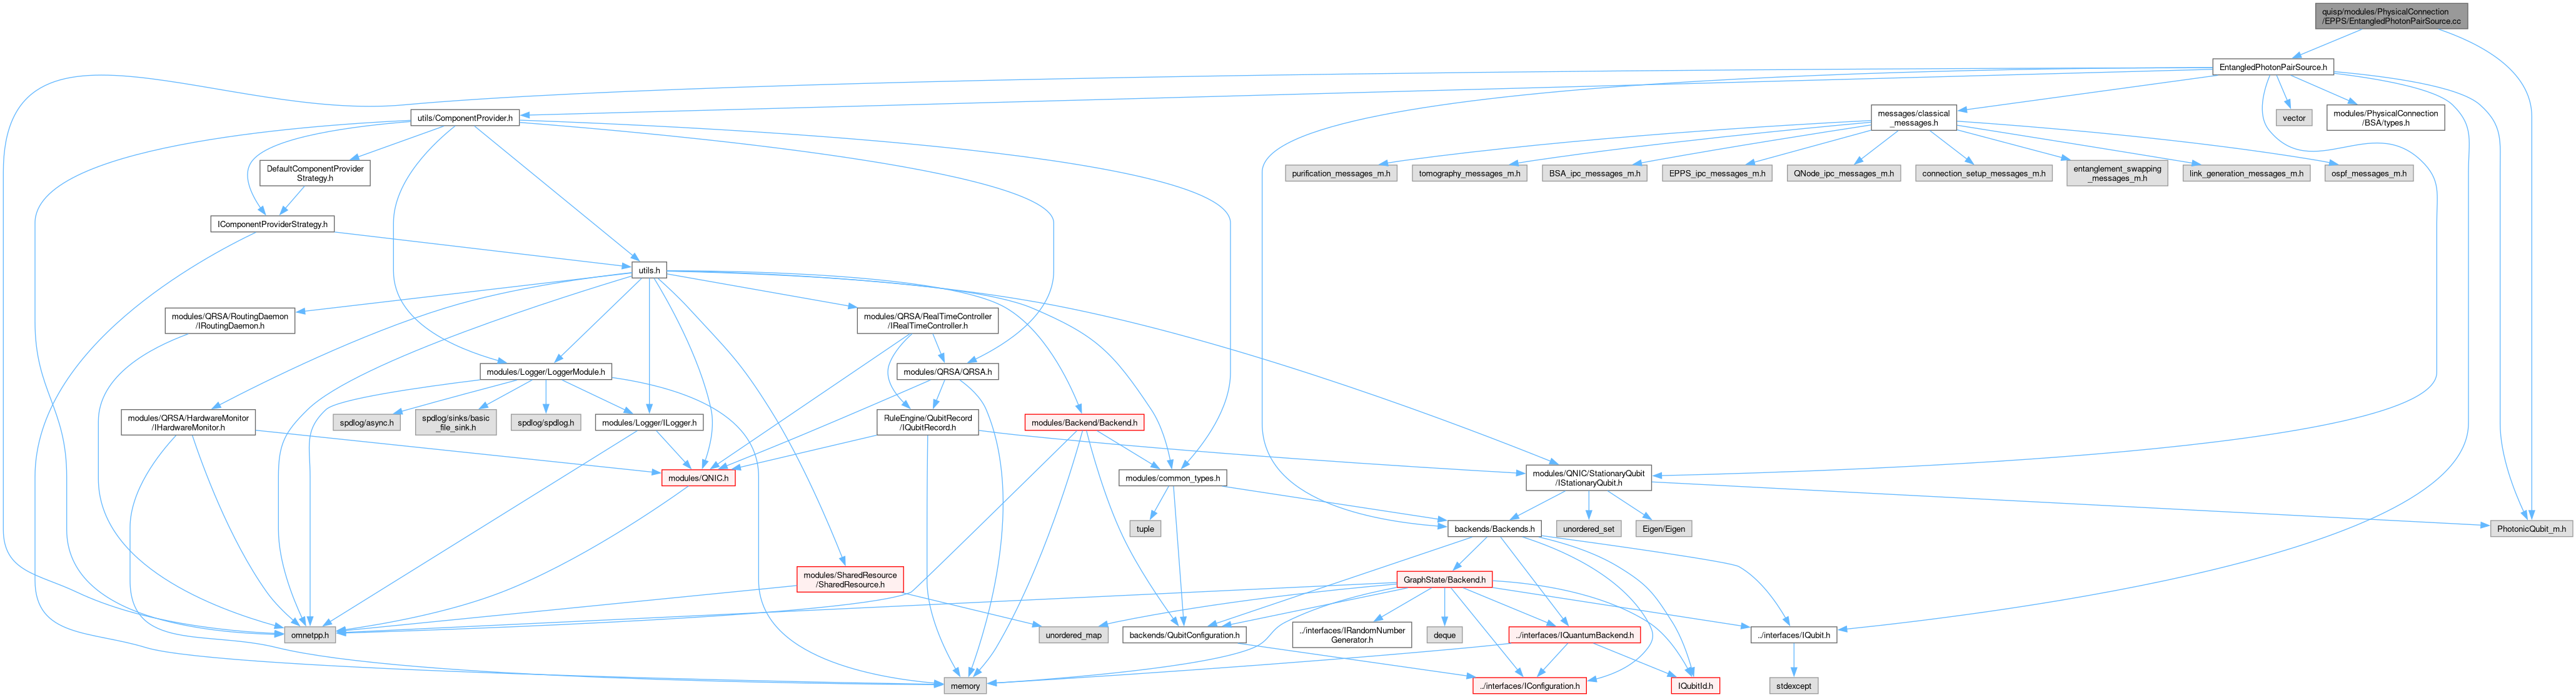 quisp/modules/PhysicalConnection
/EPPS/EntangledPhotonPairSource.cc
EntangledPhotonPairSource.h
utils/ComponentProvider.h
messages/classical
_messages.h
vector
modules/PhysicalConnection
/BSA/types.h
DefaultComponentProvider
Strategy.h
purification_messages_m.h
tomography_messages_m.h
BSA_ipc_messages_m.h
EPPS_ipc_messages_m.h
QNode_ipc_messages_m.h
connection_setup_messages_m.h
entanglement_swapping
_messages_m.h
link_generation_messages_m.h
ospf_messages_m.h
IComponentProviderStrategy.h
utils.h
modules/QRSA/RoutingDaemon
/IRoutingDaemon.h
modules/QRSA/RealTimeController
/IRealTimeController.h
modules/Logger/LoggerModule.h
modules/QRSA/QRSA.h
modules/QRSA/HardwareMonitor
/IHardwareMonitor.h
spdlog/async.h
spdlog/sinks/basic
_file_sink.h
spdlog/spdlog.h
modules/Logger/ILogger.h
RuleEngine/QubitRecord
/IQubitRecord.h
modules/Backend/Backend.h
modules/QNIC.h
modules/common_types.h
modules/QNIC/StationaryQubit
/IStationaryQubit.h
tuple
backends/Backends.h
unordered_set
Eigen/Eigen
PhotonicQubit_m.h
modules/SharedResource
/SharedResource.h
GraphState/Backend.h
omnetpp.h
unordered_map
backends/QubitConfiguration.h
../interfaces/IRandomNumber
Generator.h
deque
../interfaces/IQuantumBackend.h
../interfaces/IQubit.h
memory
../interfaces/IConfiguration.h
IQubitId.h
stdexcept